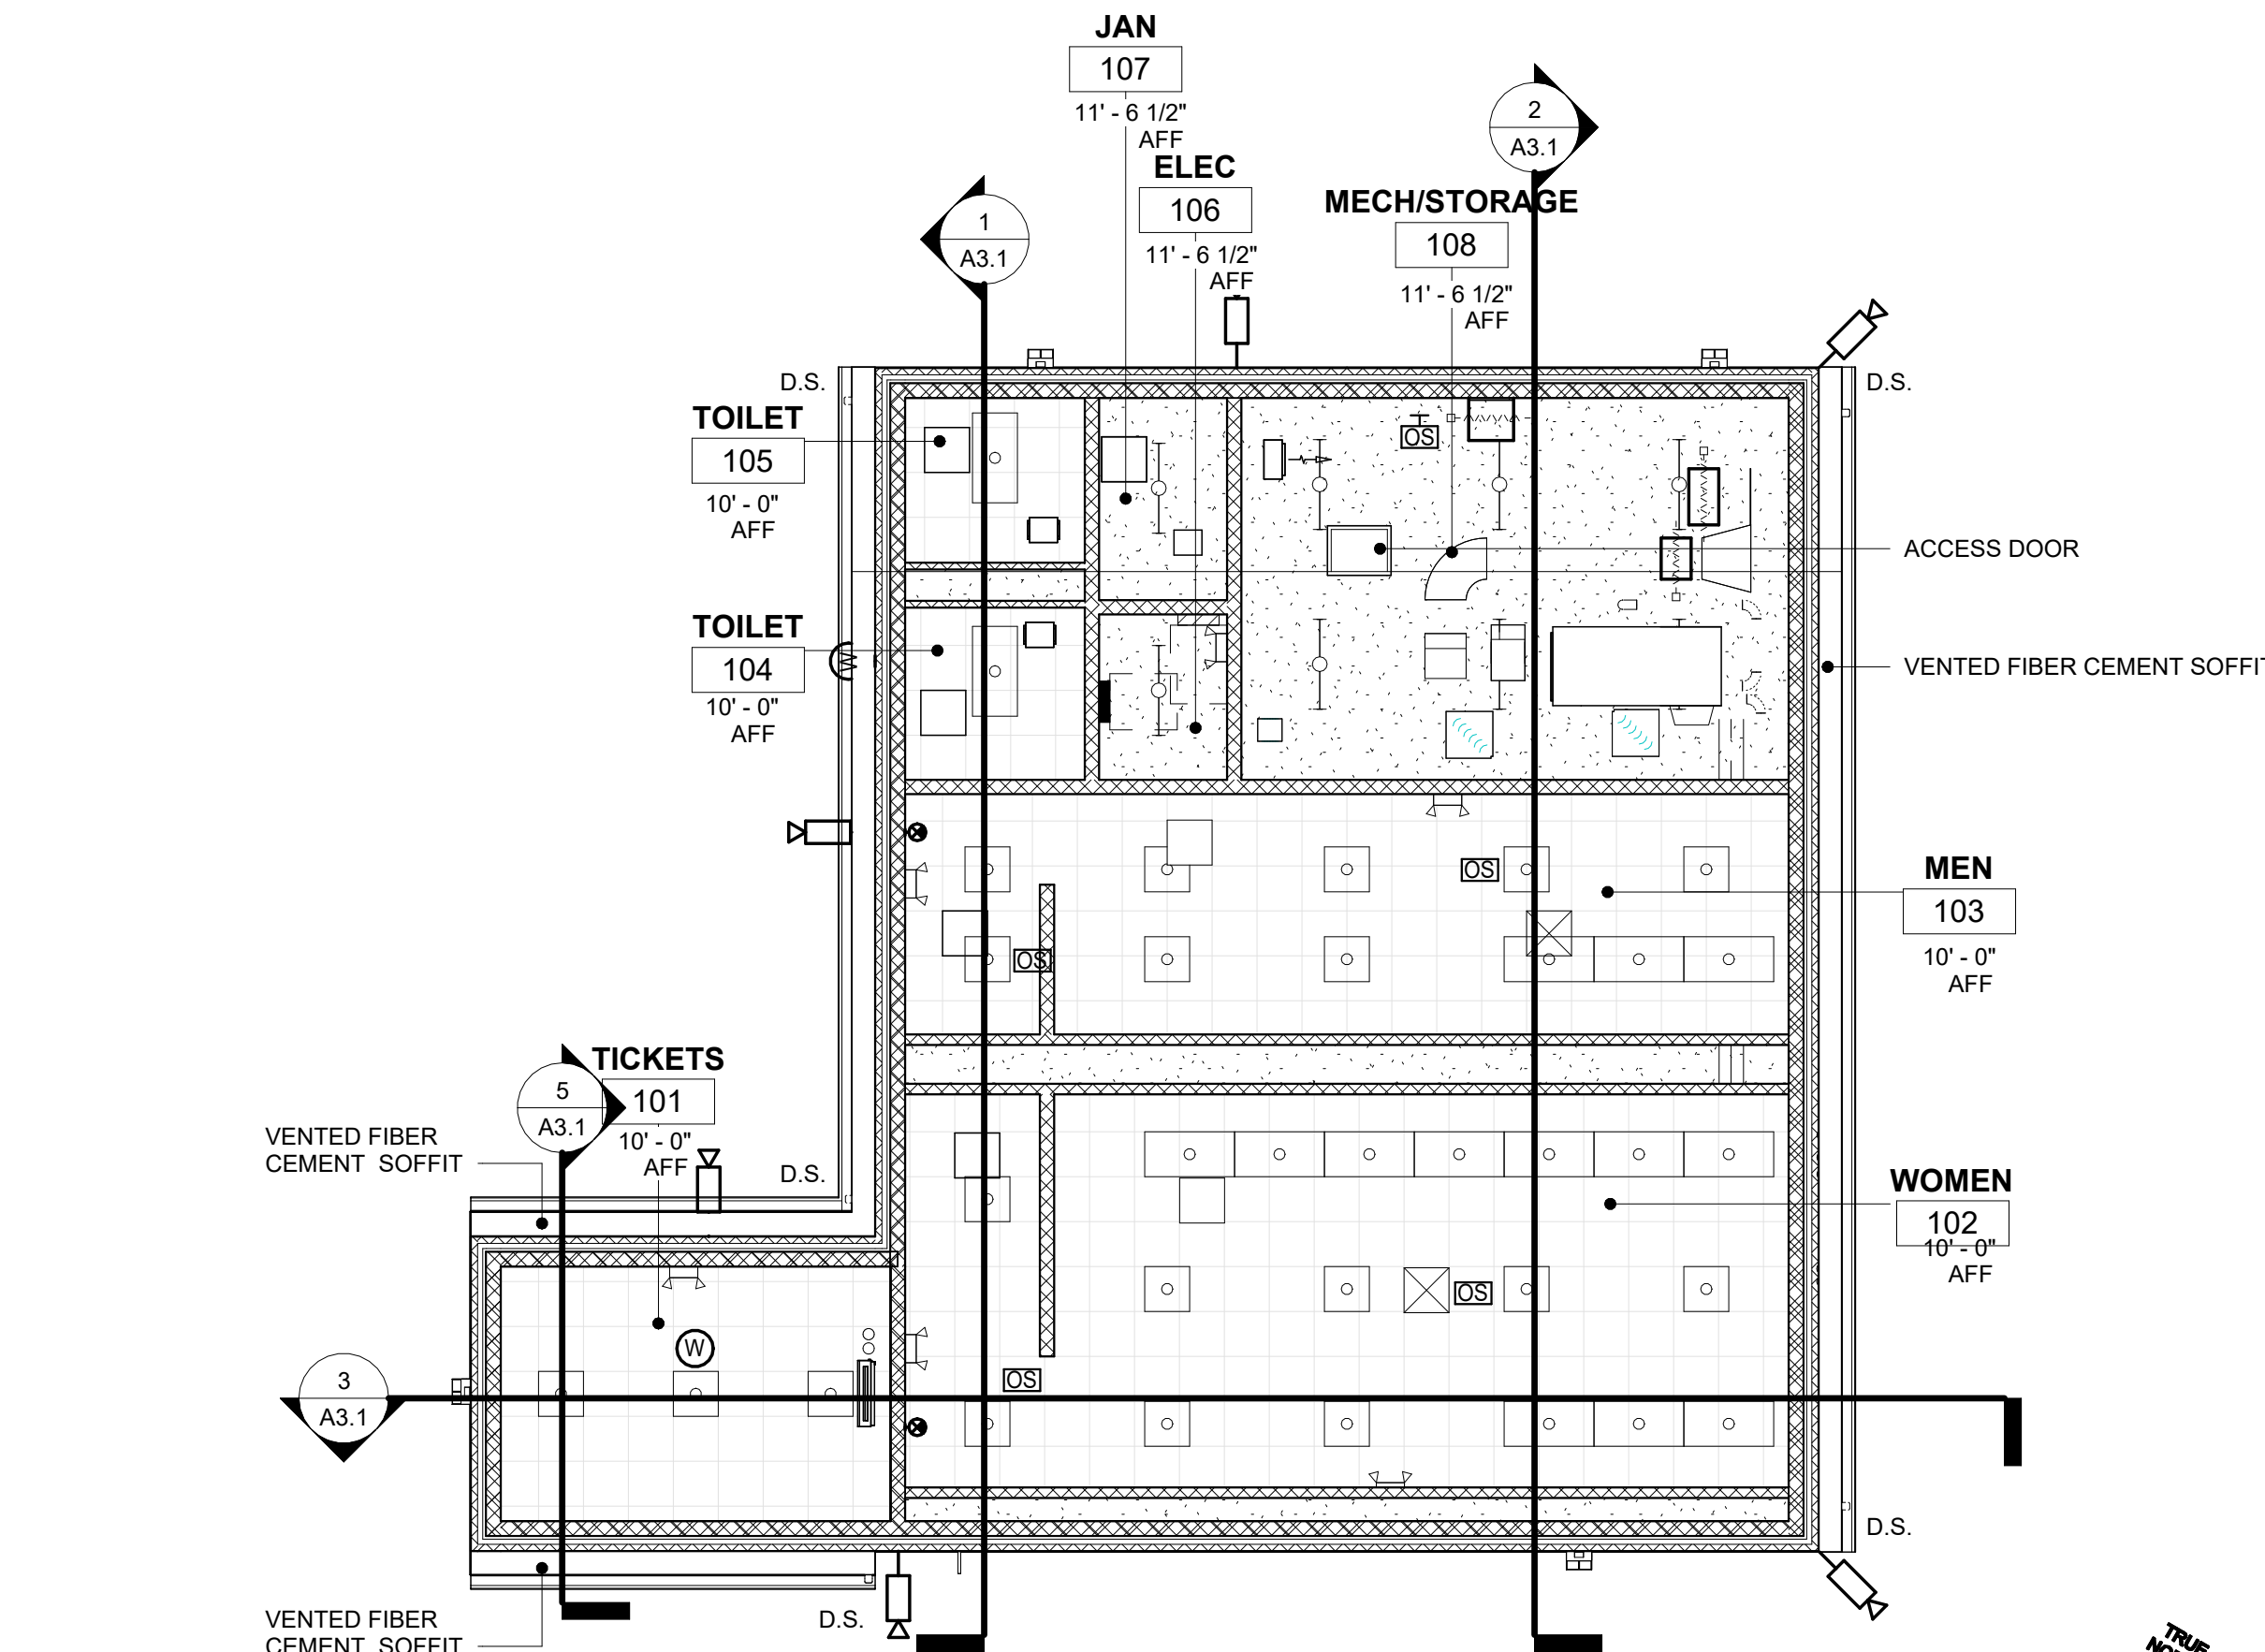 JAN
107
11' - 6 1/2"
AFF
ELEC
106
11' - 6 1/2"
AFF
2
A3.1
MECH/STORAGE
108
11' - 6 1/2"
AFF
1
A3.1
D.S.
D.S.
TOILET
105
10' - 0"
AFF
OS
ACCESS DOOR
TOILET
104
10' - 0"
AFF
VENTED FIBER CEMENT SOFFIT
MEN
103
10' - 0"
AFF
OS
OS
TICKETS
101
10' - 0"
AFF
5
A3.1
VENTED FIBER
CEMENT SOFFIT
D.S.
WOMEN
102
10' - 0"
AFF
OS
W
OS
3
A3.1
D.S.
D.S.
VENTED FIBER
CEMENT SOFFIT
TRUE